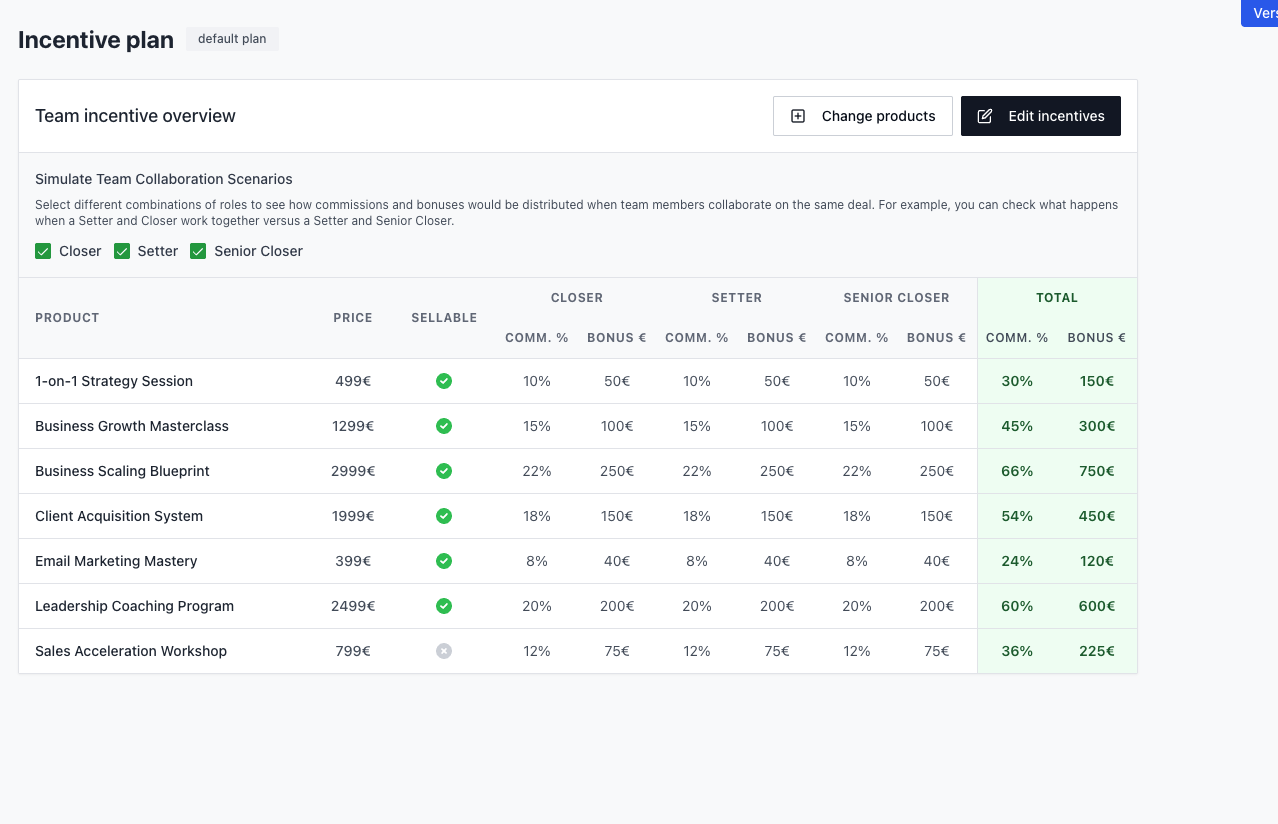 Vers
Incentive plan default plan
Team incentive overview Change products Edit incentives
Simulate Team Collaboration Scenarios
Select different combinations of roles to see how commissions and bonuses would be distributed when team members collaborate on the same deal. For example, you can check what happens
when a Setter and Closer work together versus a Setter and Senior Closer.
Closer Setter Senior Closer
CLOSER SETTER SENIOR CLOSER TOTAL
PRODUCT PRICE SELLABLE
COMM. % BONUS € COMM. % BONUS € COMM. % BONUS € COMM. % BONUS €
1-on-1 Strategy Session 499€ 10% 50€ 10% 50€ 10% 50€ 30% 150€
Business Growth Masterclass 1299€ 15% 100€ 15% 100€ 15% 100€ 45% 300€
Business Scaling Blueprint 2999€ 22% 250€ 22% 250€ 22% 250€ 66% 750€
Client Acquisition System 1999€ 18% 150€ 18% 150€ 18% 150€ 54% 450€
Email Marketing Mastery 399€ 8% 40€ 8% 40€ 8% 40€ 24% 120€
Leadership Coaching Program 2499€ 20% 200€ 20% 200€ 20% 200€ 60% 600€
Sales Acceleration Workshop 799€ 12% 75€ 12% 75€ 12% 75€ 36% 225€